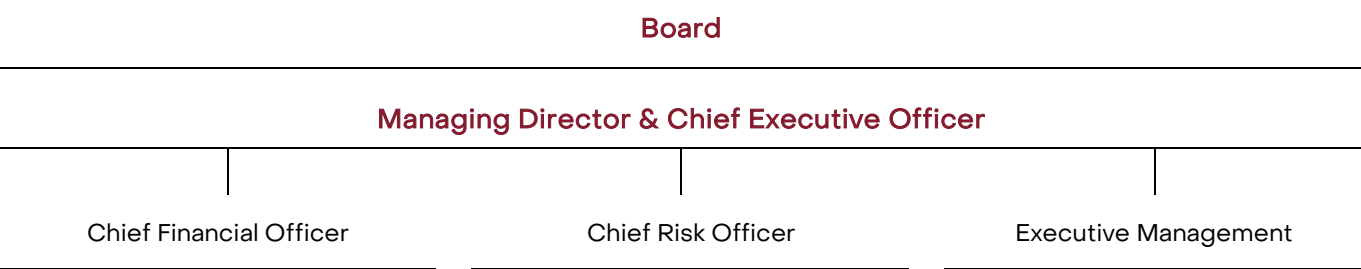 Board
Managing Director & Chief Executive Officer
Chief Financial Officer
Chief Risk Officer
Executive Management